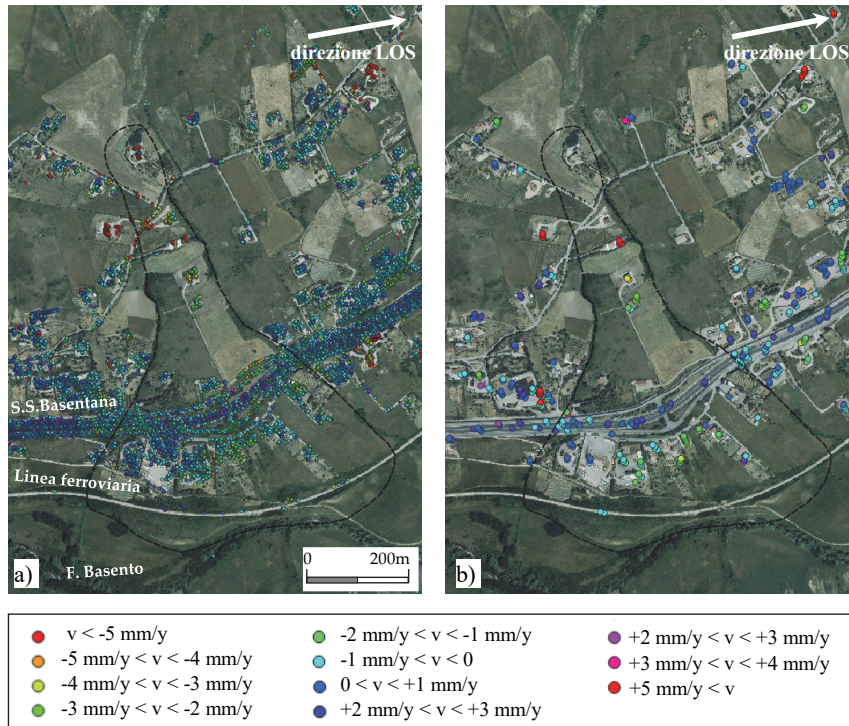 direzione LOS
direzione LOS
S.S.Basentana
Linea ferroviaria
F. Basento
0 200m
a)
b)
v < -5 mm/y
-5 mm/y < v < -4 mm/y
-4 mm/y < v < -3 mm/y
-3 mm/y < v < -2 mm/y
-2 mm/y < v < -1 mm/y
-1 mm/y < v < 0
0 < v < +1 mm/y
+2 mm/y < v < +3 mm/y
+2 mm/y < v < +3 mm/y
+3 mm/y < v < +4 mm/y
+5 mm/y < v